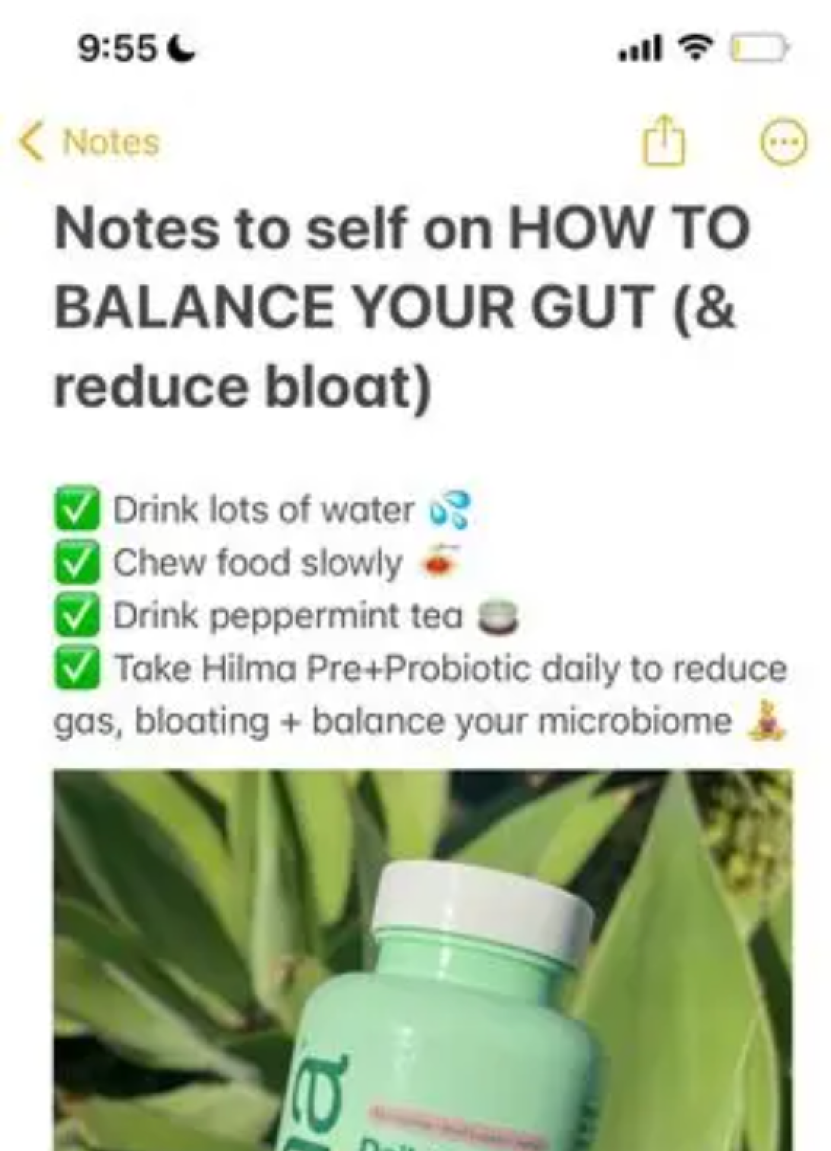 9:55
Notes
Notes to self on HOW TO
BALANCE YOUR GUT (&
reduce bloat)
✅ Drink lots of water 💦
✅ Chew food slowly 🍝
✅ Drink peppermint tea 🍵
✅ Take Hilma Pre+Probiotic daily to reduce
gas, bloating + balance your microbiome 🧘